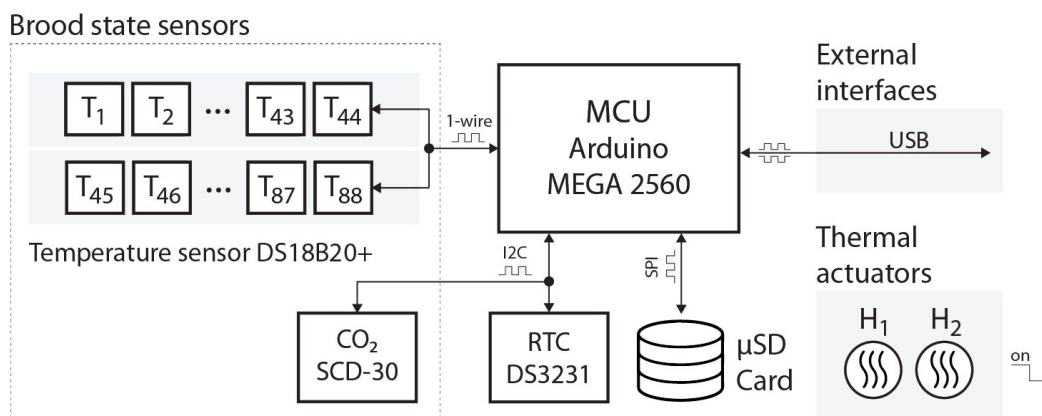 Brood state sensors
T1 T2 ... T43 T44
T45 T46 ... T87 T88
Temperature sensor DS18B20+
1-wire
MCU
Arduino
MEGA 2560
I2C
SPI
CO₂
SCD-30
RTC
DS3231
µSD
Card
External
interfaces
USB
Thermal
actuators
H1 H2
on